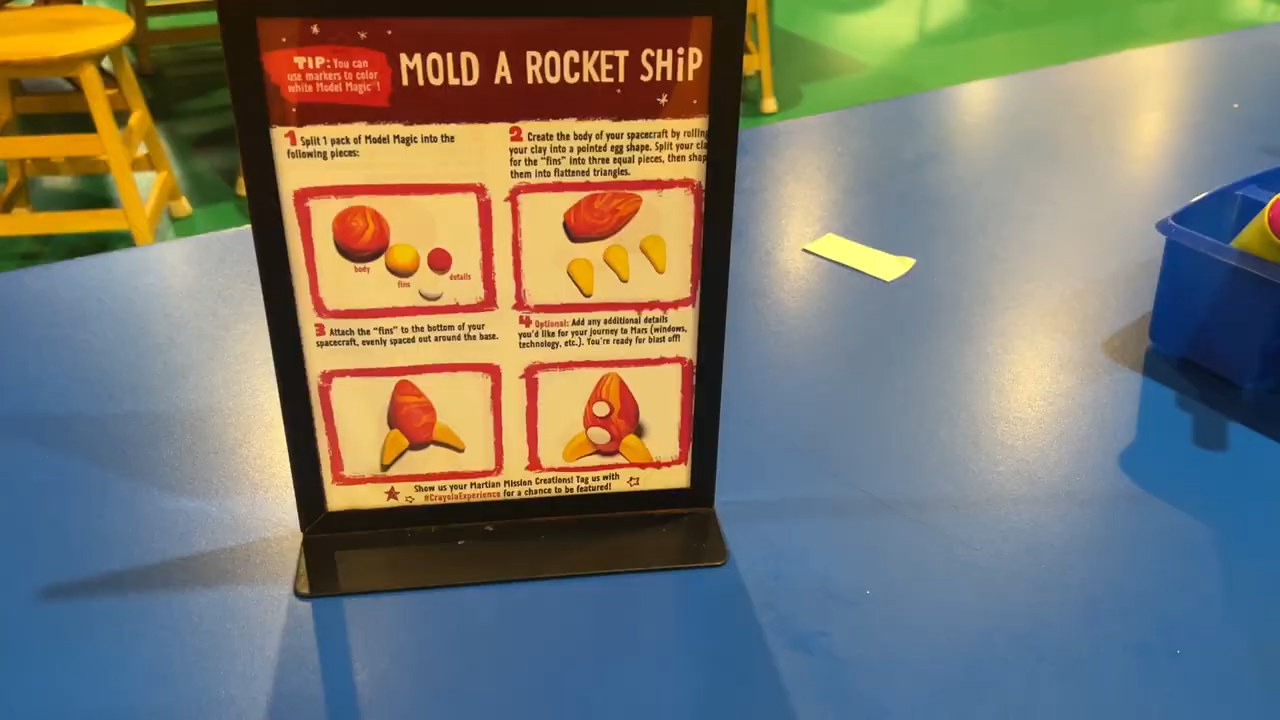 TIP: You can
use markers to color
white Model Magic®!
MOLD A ROCKET SHiP
1 Split 1 pack of Model Magic into the
following pieces:
body
fins
details
2 Create the body of your spacecraft by rolling
your clay into a pointed egg shape. Split your
for the "fins" into three equal pieces, then
them into flattened triangles.
3 Attach the "fins" to the bottom of your
spacecraft, evenly spaced out around the base.
4 Optional: Add any additional details
you'd like for your journey to Mars (windows,
technology, etc.). You're ready for blast off!
Show us your Martian Mission Creations! Tag us with
#CrayolaExperience for a chance to be featured!